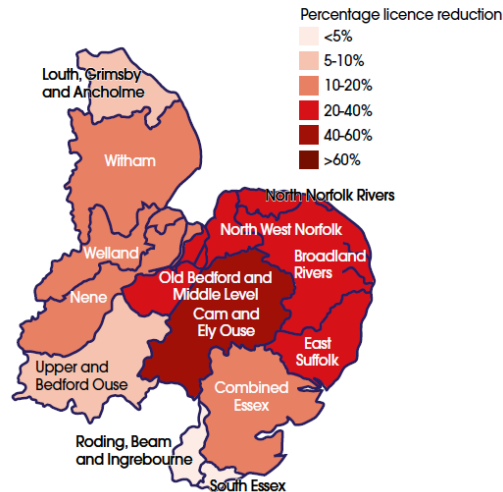 Percentage licence reduction
<5%
5-10%
10-20%
20-40%
40-60%
>60%
Louth, Grimsby
and Ancholme
Witham
North Norfolk Rivers
North West Norfolk
Welland
Broadland
Rivers
Old Bedford and
Middle Level
Nene
Cam and
Ely Ouse
East
Suffolk
Upper and
Bedford Ouse
Combined
Essex
Roding, Beam
and Ingrebourne
South Essex